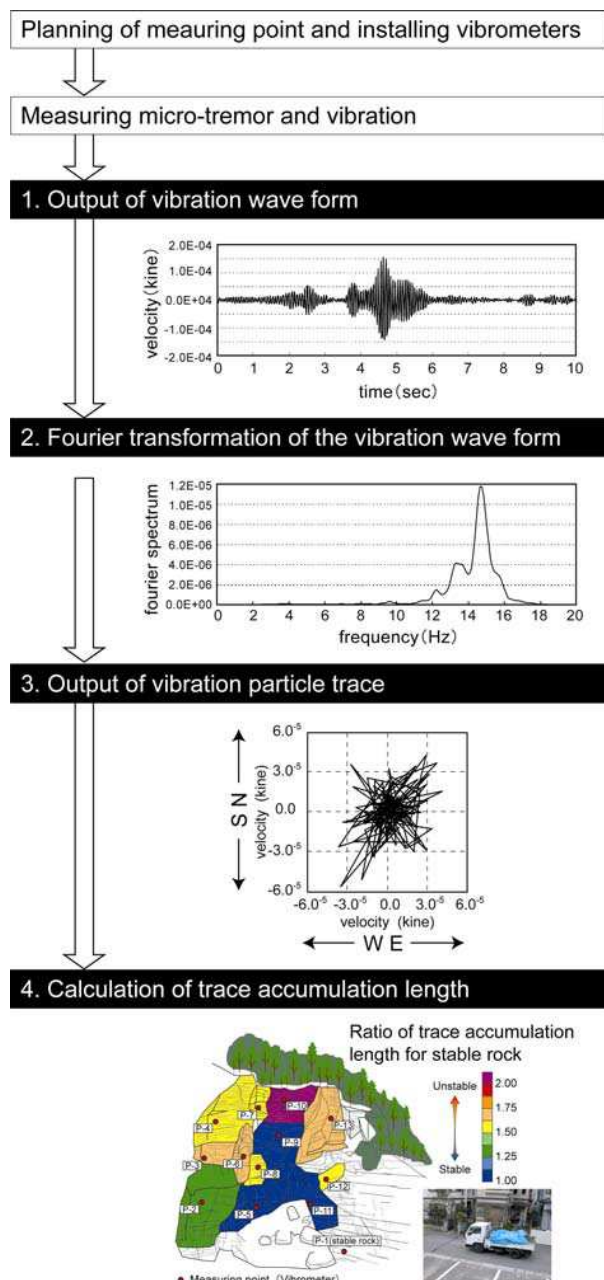 Planning of meauring point and installing vibrometers
Measuring micro-tremor and vibration
1. Output of vibration wave form
velocity(kine)
2.0E-04
1.0E-04
0.0E+04
-1.0E-04
-2.0E-04
0 1 2 3 4 5 6 7 8 9 10
time(sec)
2. Fourier transformation of the vibration wave form
fourier spectrum
1.2E-05
1.0E-05
8.0E-06
6.0E-06
4.0E-06
2.0E-06
0.0E+00
0 2 4 6 8 10 12 14 16 18 20
frequency(Hz)
3. Output of vibration particle trace
S N
velocity (kine)
6.0-5
3.0-5
0.0
-3.0-5
-6.0-5
-6.0-5 -3.0-5 0.0 3.0-5 6.0-5
velocity (kine)
W E
4. Calculation of trace accumulation length
Ratio of trace accumulation
length for stable rock
Unstable
Stable
2.00
1.75
1.50
1.25
1.00
P-10
P-7
P-4
P-13
P-9
P-3
P-6
P-8
P-12
P-2
P-5
P-11
P-1(stable rock)
Measuring point (Vibrometer)